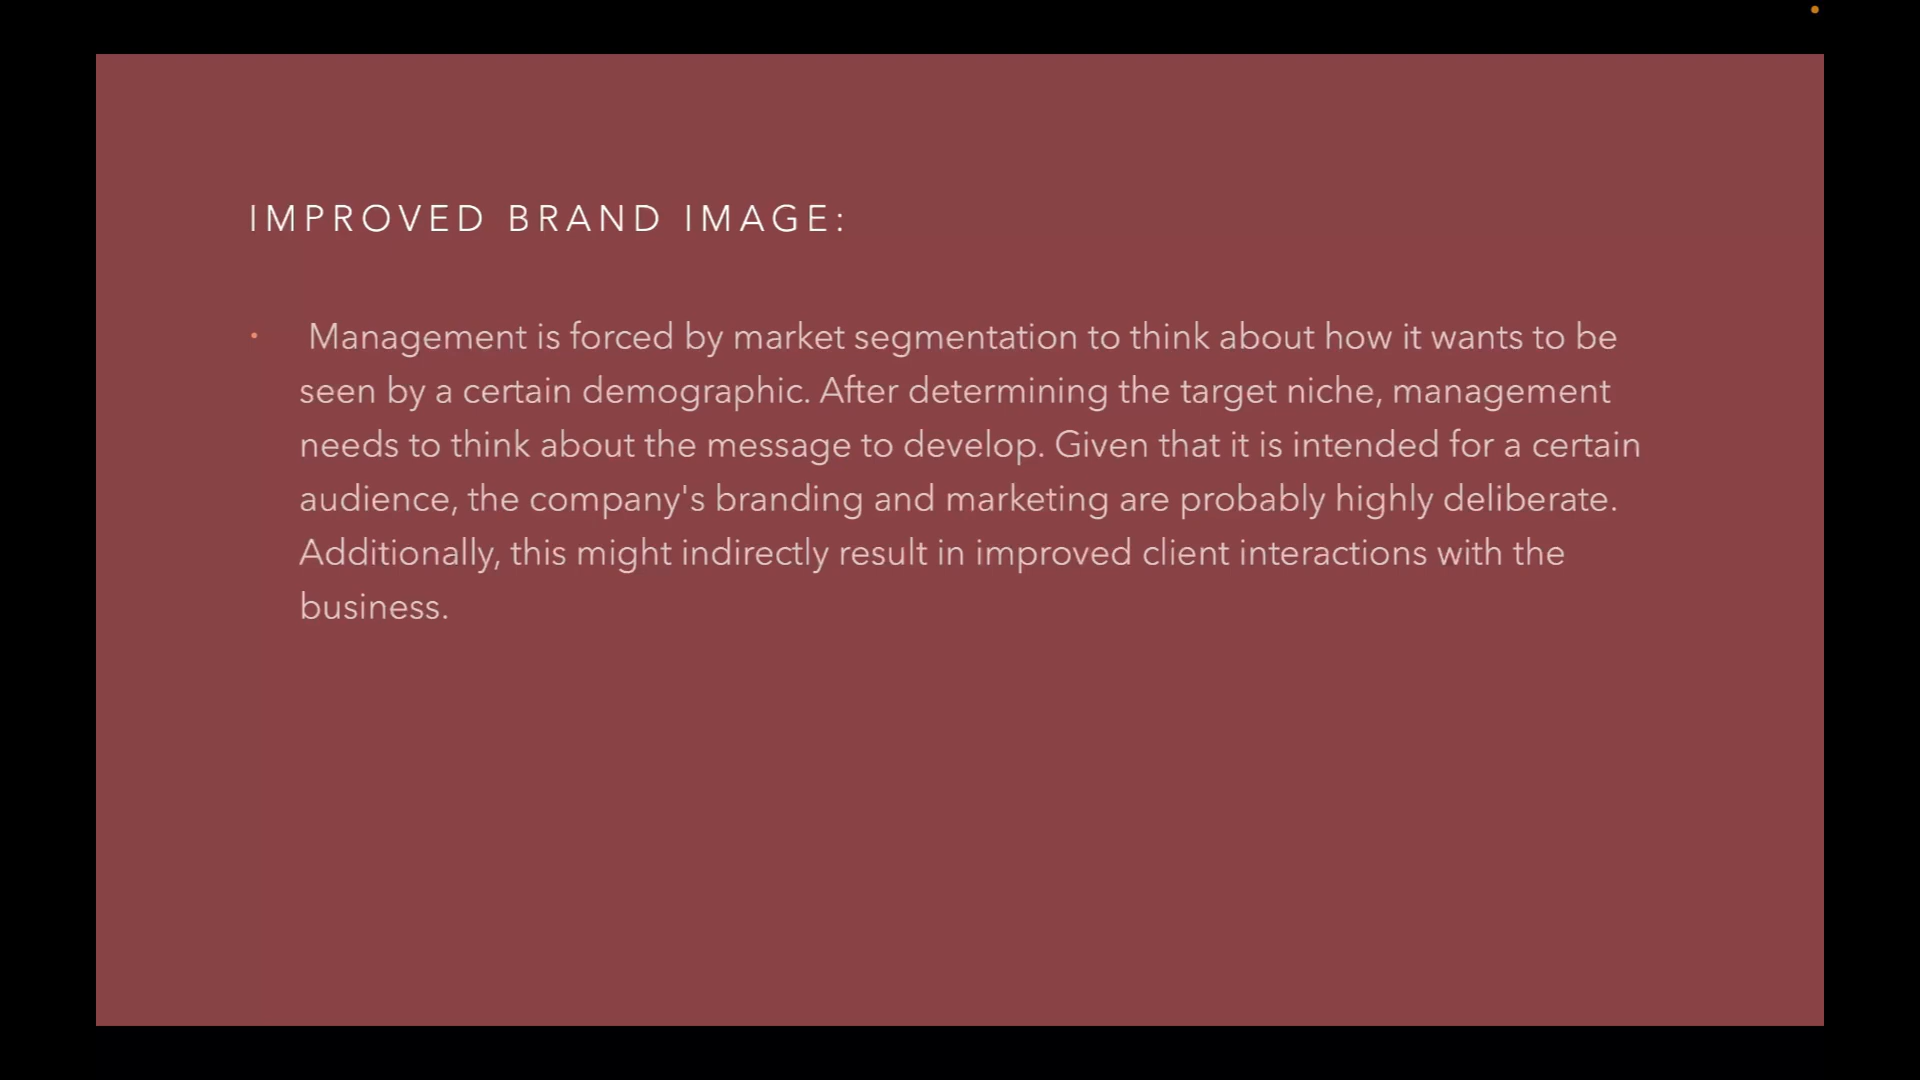 IMPROVED BRAND IMAGE:
• Management is forced by market segmentation to think about how it wants to be
seen by a certain demographic. After determining the target niche, management
needs to think about the message to develop. Given that it is intended for a certain
audience, the company's branding and marketing are probably highly deliberate.
Additionally, this might indirectly result in improved client interactions with the
business.